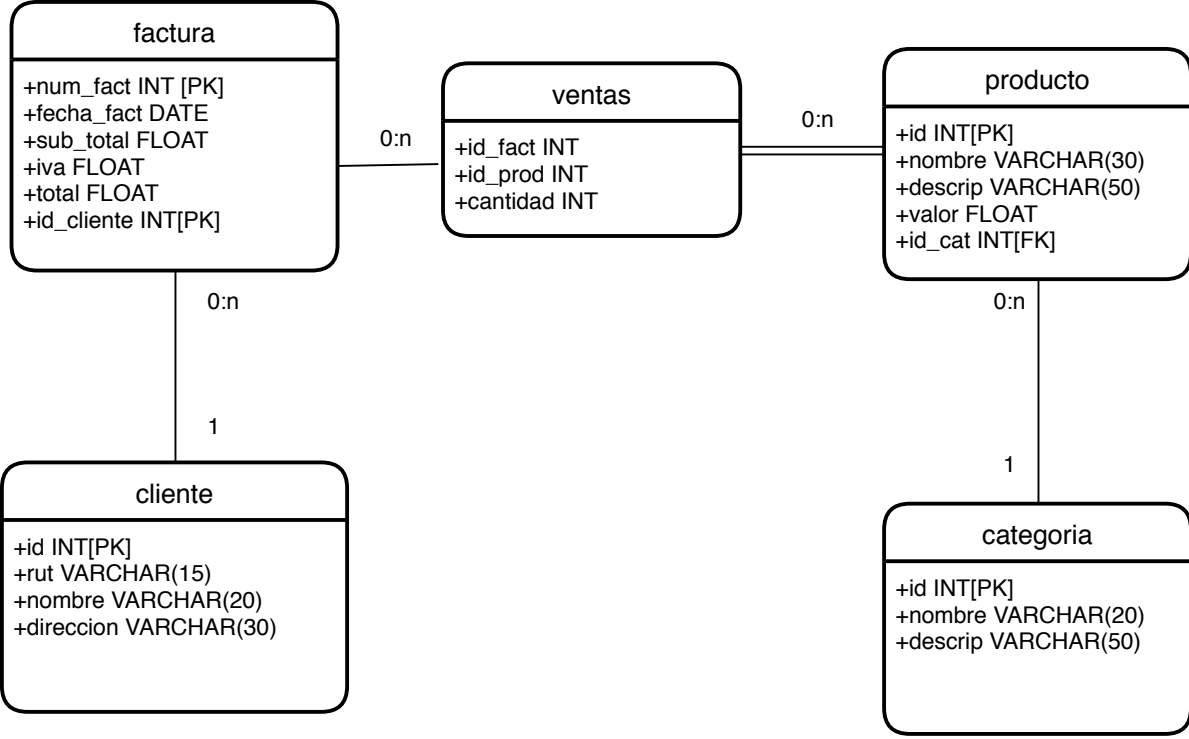 factura
+num_fact INT [PK]
+fecha_fact DATE
+sub_total FLOAT
+iva FLOAT
+total FLOAT
+id_cliente INT[PK]
0:n
ventas
+id_fact INT
+id_prod INT
+cantidad INT
0:n
producto
+id INT[PK]
+nombre VARCHAR(30)
+descrip VARCHAR(50)
+valor FLOAT
+id_cat INT[FK]
0:n
1
cliente
+id INT[PK]
+rut VARCHAR(15)
+nombre VARCHAR(20)
+direccion VARCHAR(30)
0:n
1
categoria
+id INT[PK]
+nombre VARCHAR(20)
+descrip VARCHAR(50)